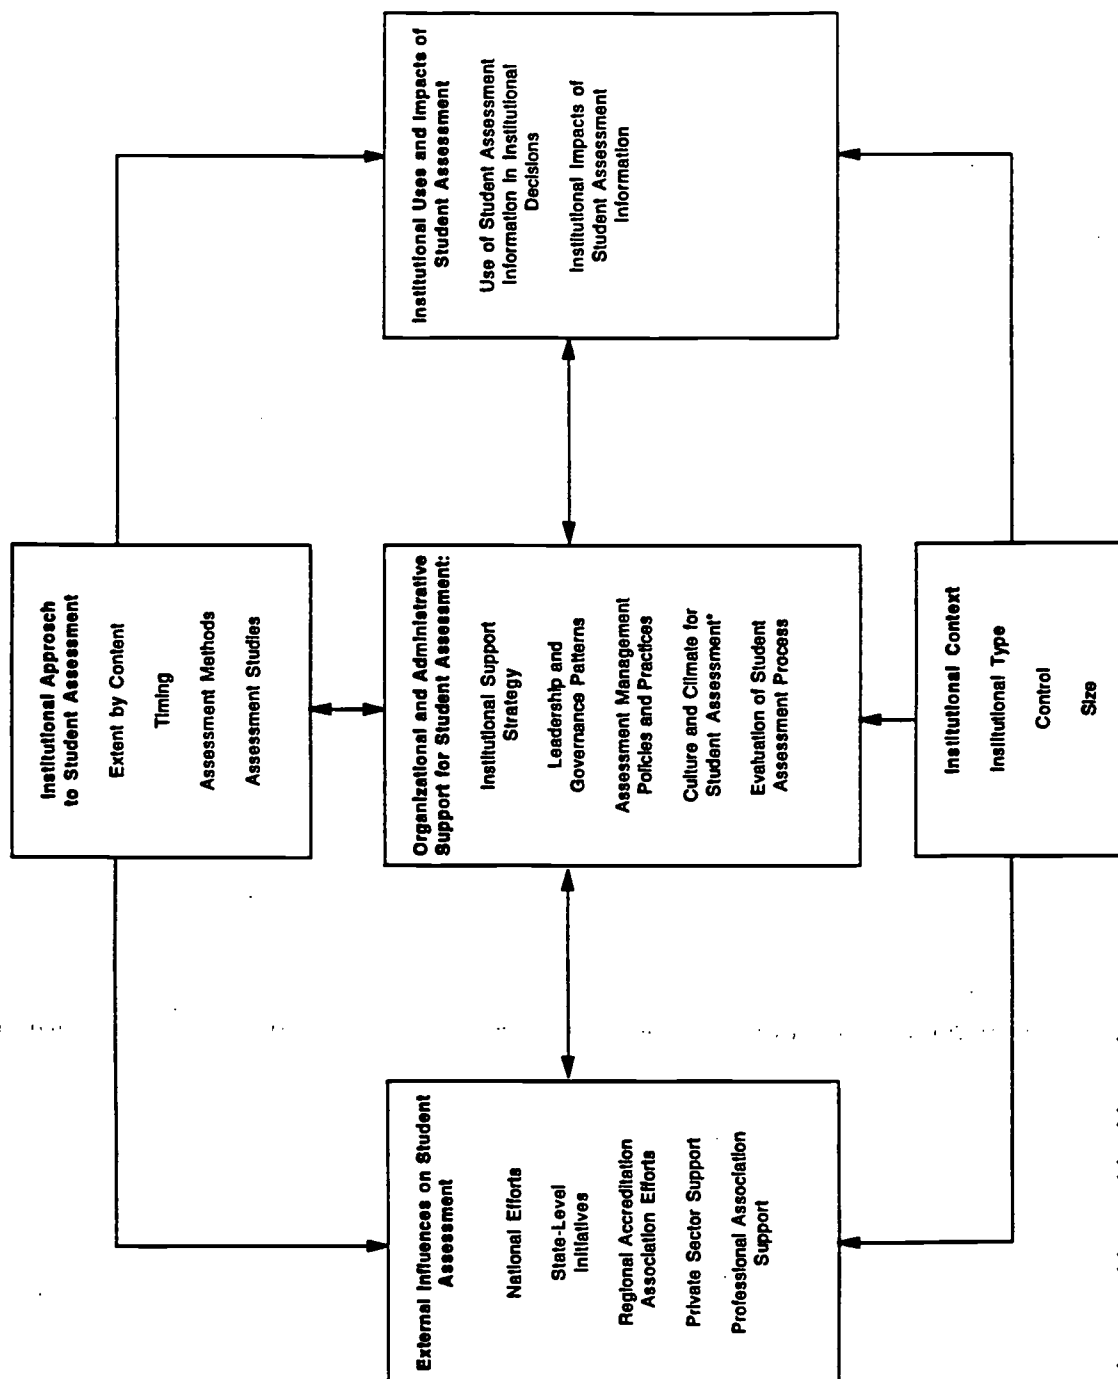 Institutional Approach
to Student Assessment
Extent by Content
Timing
Assessment Methods
Assessment Studies
External Influences on Student
Assessment
National Efforts
State-Level
Initiatives
Regional Accreditation
Association Efforts
Private Sector Support
Professional Association
Support
Organizational and Administrative
Support for Student Assessment:
Institutional Support
Strategy
Leadership and
Governance Patterns
Assessment Management
Policies and Practices
Culture and Climate for
Student Assessment*
Evaluation of Student
Assessment Process
Institutional Uses and Impacts of
Student Assessment
Use of Student Assessment
Information in Institutional
Decisions
Institutional Impacts of
Student Assessment
Information
Institutional Context
Institutional Type
Control
Size